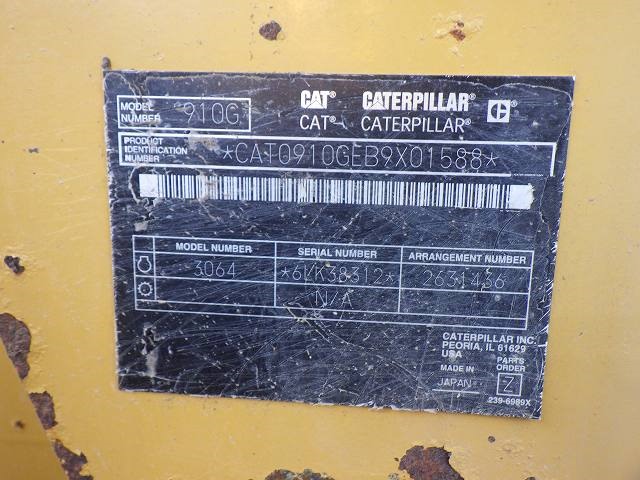 MODEL NUMBER 910G
CAT® CATERPILLAR®
CAT® CATERPILLAR®
PRODUCT IDENTIFICATION NUMBER *CAT0910GEB9X01588*
MODEL NUMBER SERIAL NUMBER ARRANGEMENT NUMBER
3064 *6VK38312* 2631436
N/A
CATERPILLAR INC.
PEORIA, IL 61629
USA
MADE IN JAPAN
PARTS ORDER Z
239-6989X